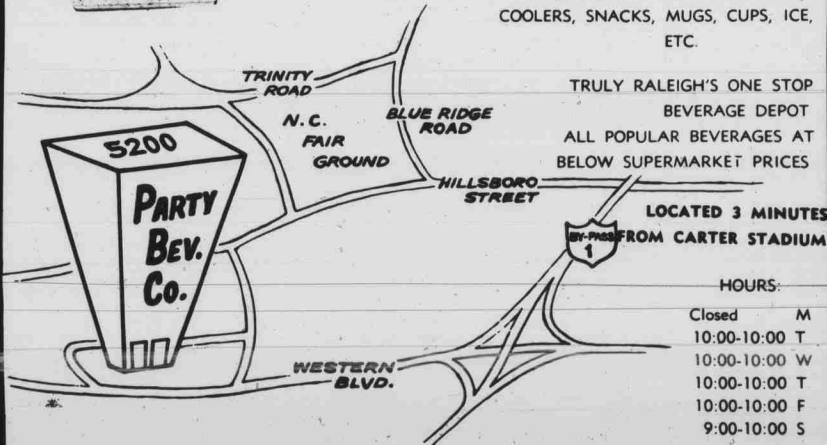 COOLERS, SNACKS, MUGS, CUPS, ICE,
ETC.
TRULY RALEIGH'S ONE STOP
BEVERAGE DEPOT
ALL POPULAR BEVERAGES AT
BELOW SUPERMARKET PRICES
LOCATED 3 MINUTES
FROM CARTER STADIUM
HOURS:
Closed M
10:00-10:00 T
10:00-10:00 W
10:00-10:00 T
10:00-10:00 F
9:00-10:00 S
TRINITY
ROAD
N.C.
FAIR
GROUND
BLUE RIDGE
ROAD
HILLSBORO
STREET
BY-PASS
1
5200
PARTY
BEV.
CO.
WESTERN
BLVD.